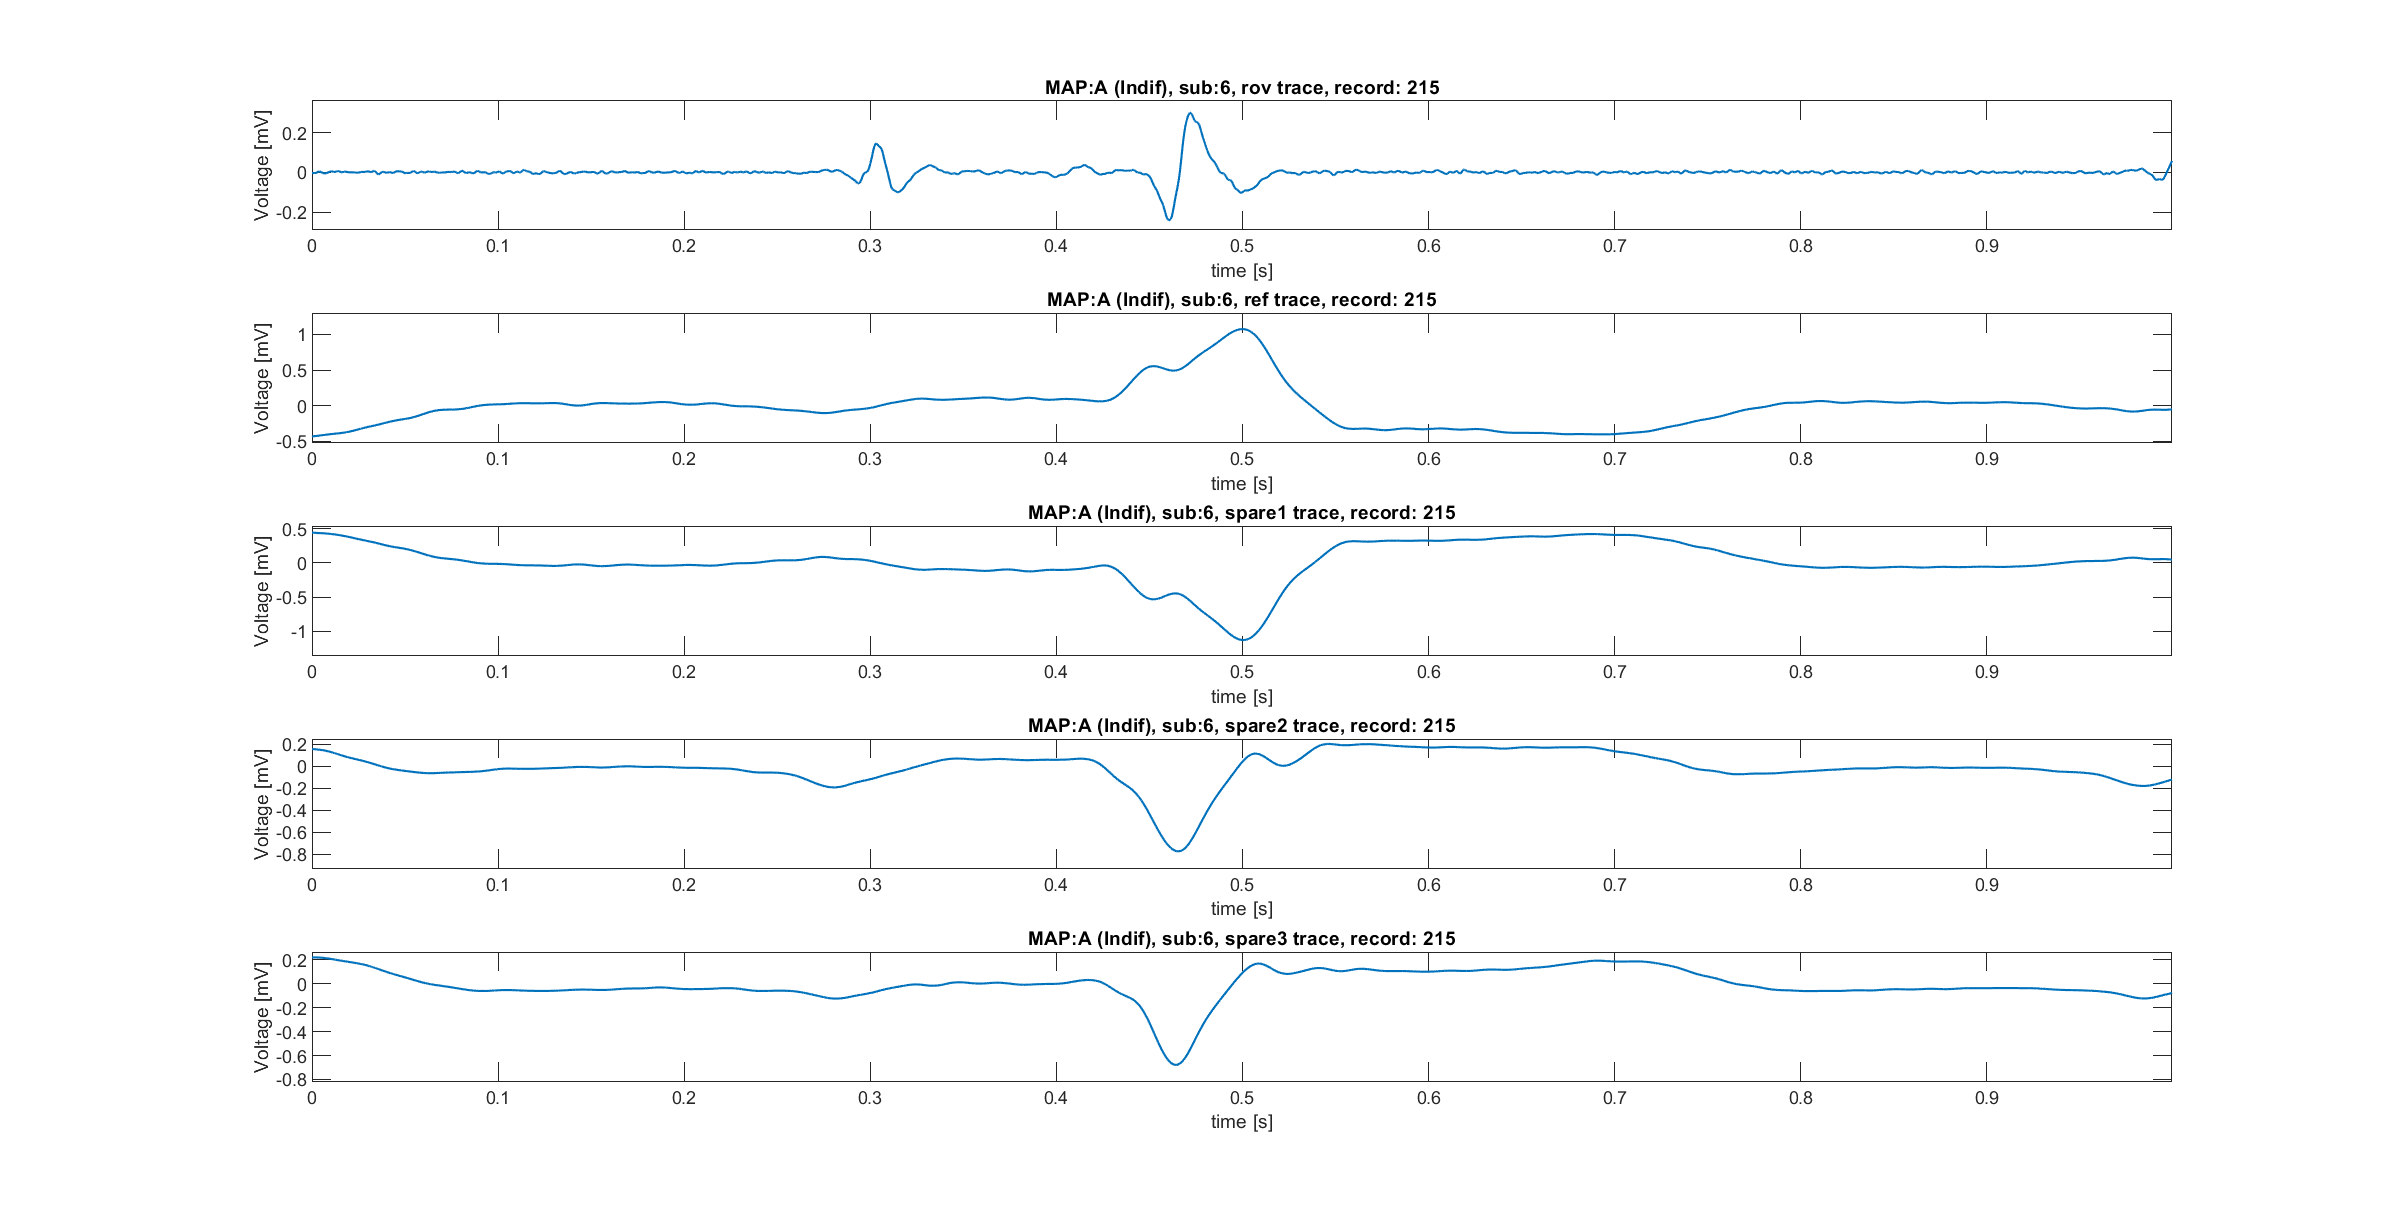 MAP:A (Indif), sub:6, rov trace, record: 215
Voltage [mV]
0.2
0
-0.2
0 0.1 0.2 0.3 0.4 0.5 0.6 0.7 0.8 0.9
time [s]
MAP:A (Indif), sub:6, ref trace, record: 215
Voltage [mV]
1
0.5
0
-0.5
0 0.1 0.2 0.3 0.4 0.5 0.6 0.7 0.8 0.9
time [s]
MAP:A (Indif), sub:6, spare1 trace, record: 215
Voltage [mV]
0.5
0
-0.5
-1
0 0.1 0.2 0.3 0.4 0.5 0.6 0.7 0.8 0.9
time [s]
MAP:A (Indif), sub:6, spare2 trace, record: 215
Voltage [mV]
0.2
0
-0.2
-0.4
-0.6
-0.8
0 0.1 0.2 0.3 0.4 0.5 0.6 0.7 0.8 0.9
time [s]
MAP:A (Indif), sub:6, spare3 trace, record: 215
Voltage [mV]
0.2
0
-0.2
-0.4
-0.6
-0.8
0 0.1 0.2 0.3 0.4 0.5 0.6 0.7 0.8 0.9
time [s]